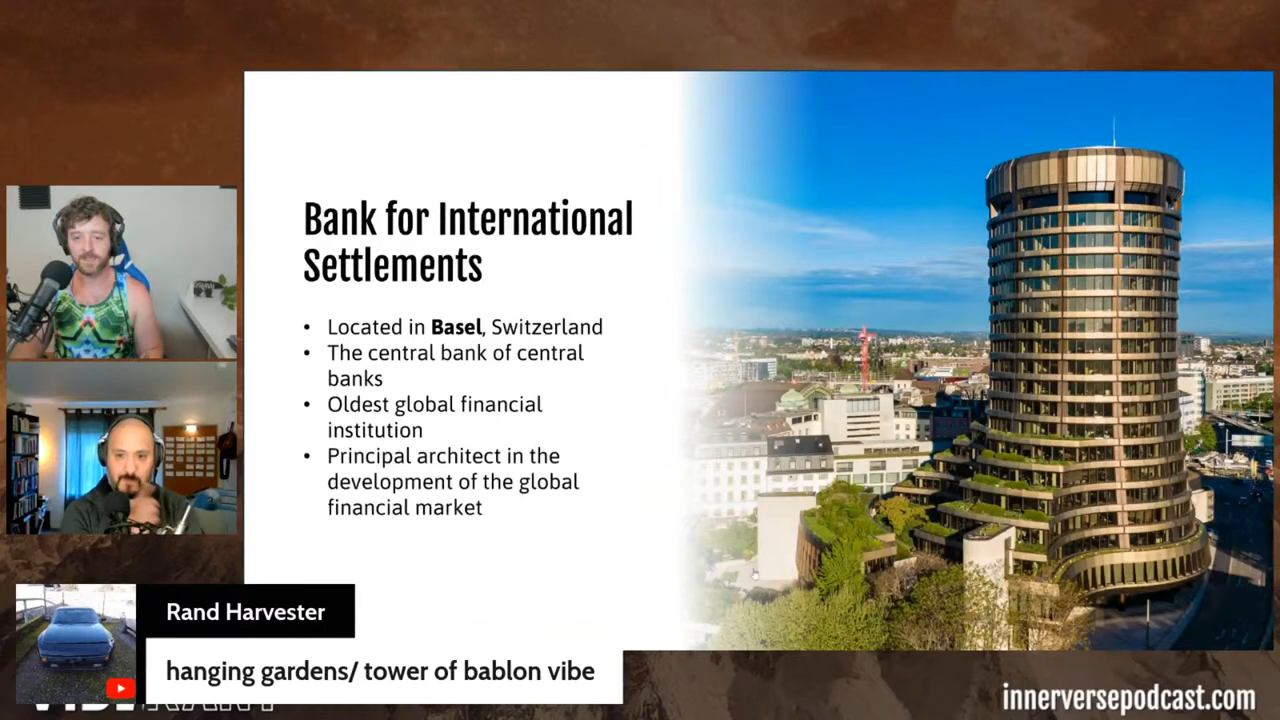 Bank for International
Settlements
• Located in Basel, Switzerland
• The central bank of central
banks
• Oldest global financial
institution
• Principal architect in the
development of the global
financial market
Rand Harvester
hanging gardens/ tower of bablon vibe
innerversepodcast.com